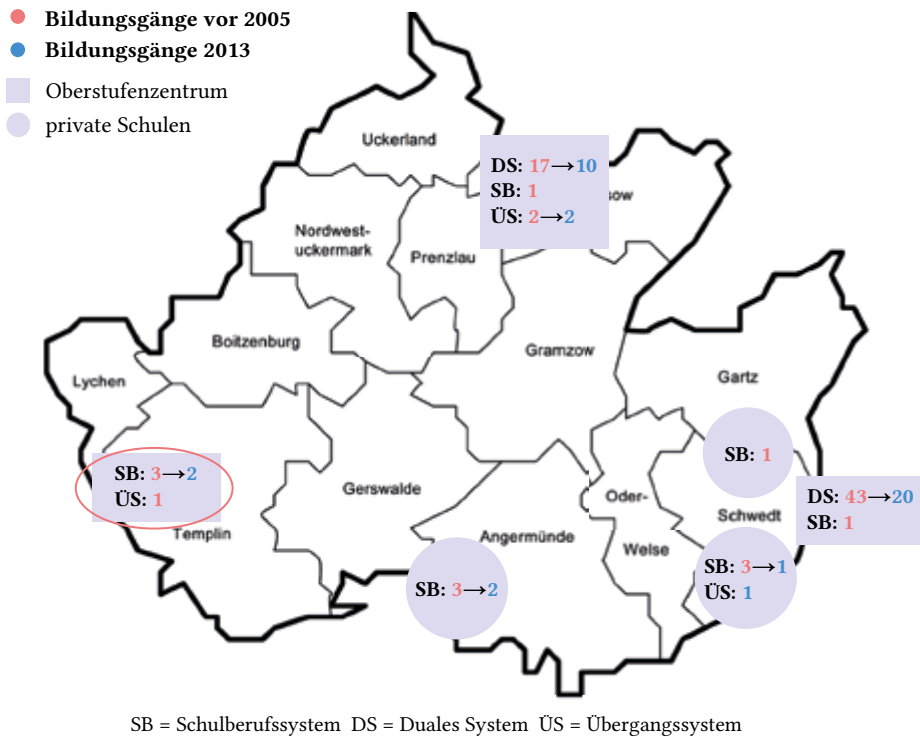 Bildungsgänge vor 2005
Bildungsgänge 2013
Oberstufenzentrum
private Schulen
Uckerland
DS: 17→10
SB: 1
ÜS: 2→2
sow
Nordwest-
uckermark
Prenzlau
Boitzenburg
Gramzow
Lychen
Gartz
SB: 1
SB: 3→2
ÜS: 1
Templin
Gerswalde
Oder-
Welse
Angermünde
Schwedt
DS: 43→20
SB: 1
SB: 3→2
SB: 3→1
ÜS: 1
SB = Schulberufssystem DS = Duales System ÜS = Übergangssystem